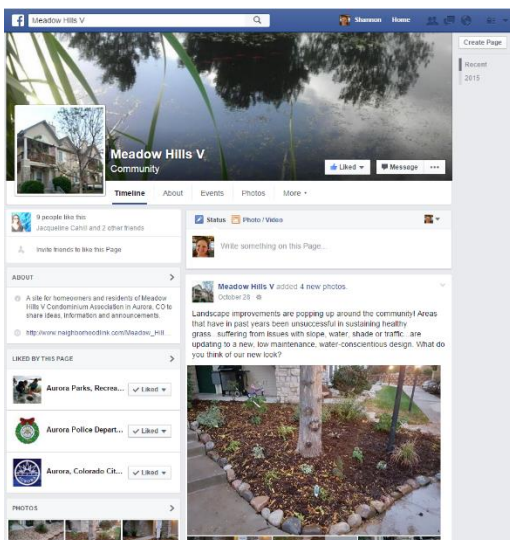 Meadow Hills V
Shannon
Home
Create Page
Recent
2015
Meadow Hills V
Community
Liked
Message
Timeline
About
Events
Photos
More
9 people like this
Jacqueline Cahill and 2 other friends
Invite friends to like this Page
ABOUT
A site for homeowners and residents of Meadow
Hills V Condominium Association in Aurora, CO to
share ideas, information and announcements.
http://www.neighborhoodlink.com/Meadow_Hill...
LIKED BY THIS PAGE
Aurora Parks, Recrea...
Liked
Aurora Police Depart...
Liked
Aurora, Colorado Cit...
Liked
PHOTOS
Status
Photo / Video
Write something on this Page...
Meadow Hills V added 4 new photos.
October 28
Landscape improvements are popping up around the community! Areas
that have in past years been unsuccessful in sustaining healthy
grass...suffering from issues with slope, water, shade or traffic...are
updating to a new, low maintenance, water-conscientious design. What do
you think of our new look?